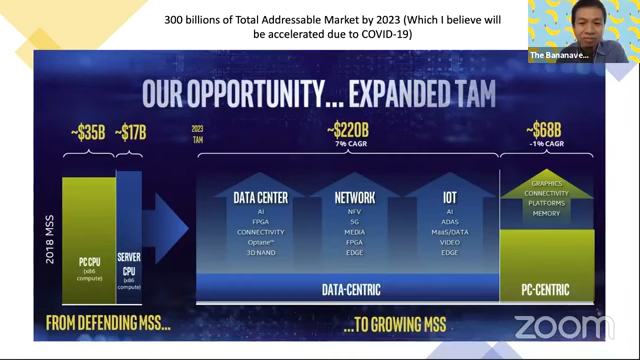 300 billions of Total Addressable Market by 2023 (Which I believe will
be accelerated due to COVID-19)
The Bananave...
OUR OPPORTUNITY... EXPANDED TAM
~$35B
~$17B
2023
TAM
~$220B
7% CAGR
~$68B
-1% CAGR
2018 MSS
PC CPU
(x86
compute)
SERVER
CPU
(x86
compute)
DATA CENTER
AI
FPGA
CONNECTIVITY
Optane™
3D NAND
NETWORK
NFV
5G
MEDIA
FPGA
EDGE
IOT
AI
ADAS
MaaS/DATA
VIDEO
EDGE
GRAPHICS
CONNECTIVITY
PLATFORMS
MEMORY
DATA-CENTRIC
PC-CENTRIC
FROM DEFENDING MSS...
...TO GROWING MSS
zoom